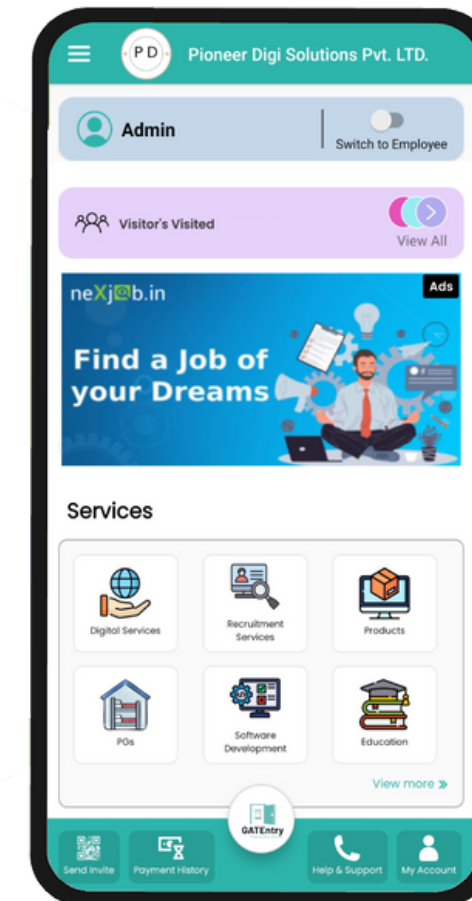 PD
Pioneer Digi Solutions Pvt. LTD.
Admin
Switch to Employee
Visitor's Visited
View All
neXj@b.in
Ads
Find a Job of
your Dreams
Services
Digital Services
Recruitment
Services
Products
PGs
Software
Development
Education
View more »
GATEntry
Send Invite
Payment History
Help & Support
My Account